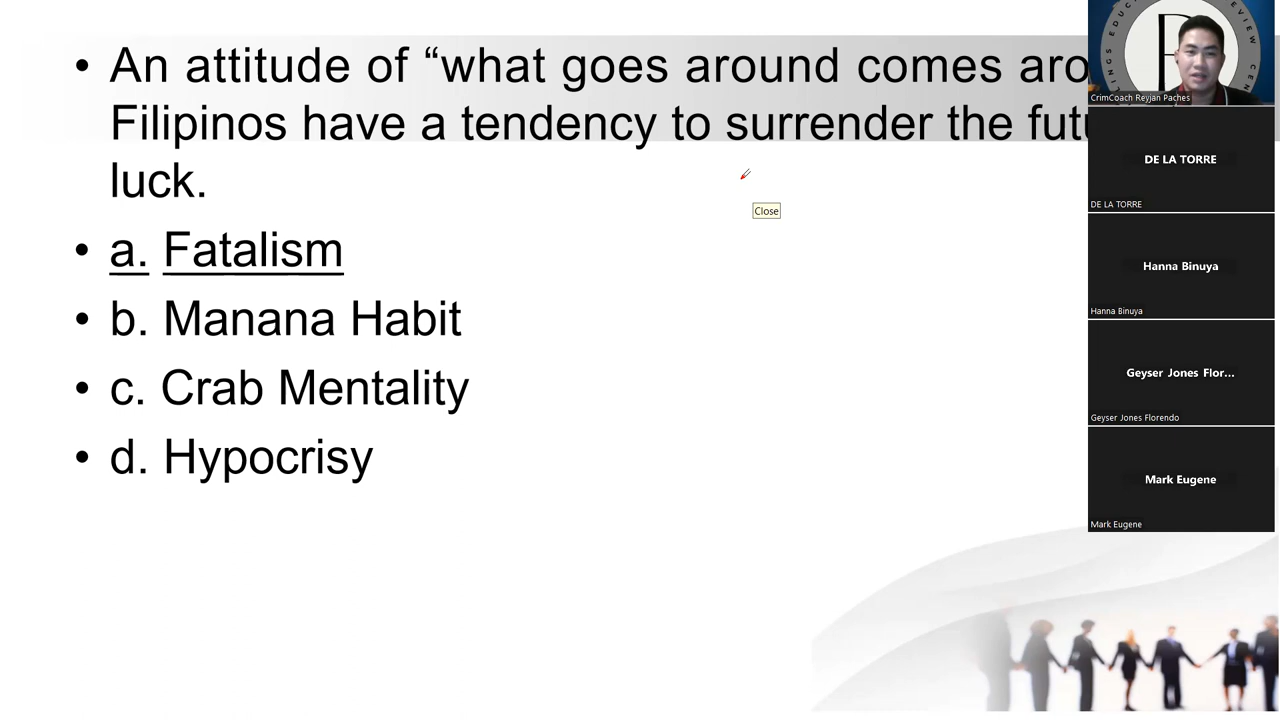 • An attitude of “what goes around comes
Filipinos have a tendency to surrender the
luck.
• a. Fatalism
• b. Manana Habit
• c. Crab Mentality
• d. Hypocrisy
Close
CrimCoach Reyjan Paches
DE LA TORRE
DE LA TORRE
Hanna Binuya
Hanna Binuya
Geyser Jones Flor...
Geyser Jones Florendo
Mark Eugene
Mark Eugene